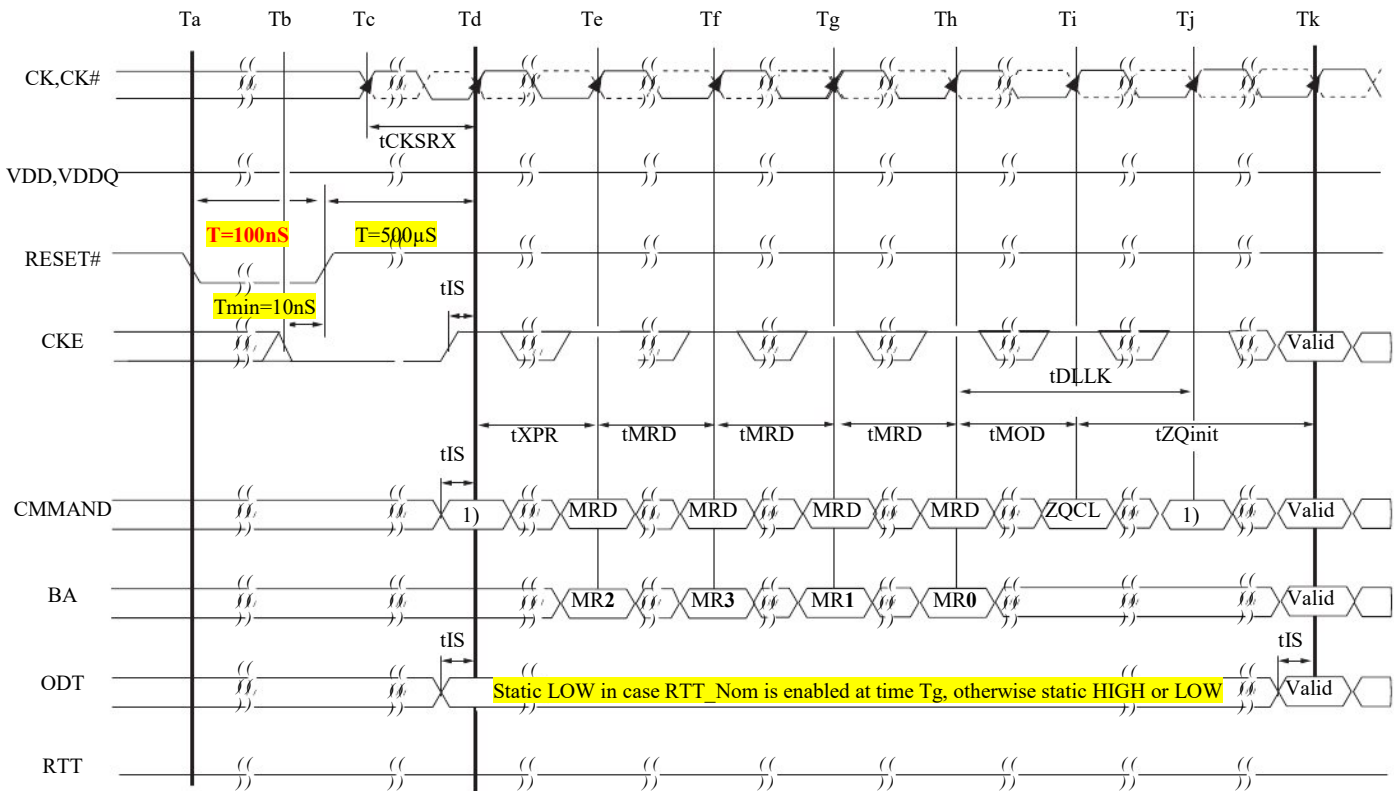 Ta Tb Tc Td Te Tf Tg Th Ti Tj Tk
CK,CK#
tCKSRX
VDD,VDDQ
T=100nS T=500µS
RESET#
tIS
Tmin=10nS
CKE Valid
tDLLK
tXPR tMRD tMRD tMRD tMOD tZQinit
tIS
CMMAND 1) MRD MRD MRD MRD ZQCL 1) Valid
BA MR2 MR3 MR1 MR0 Valid
tIS tIS
ODT Static LOW in case RTT_Nom is enabled at time Tg, otherwise static HIGH or LOW Valid
RTT